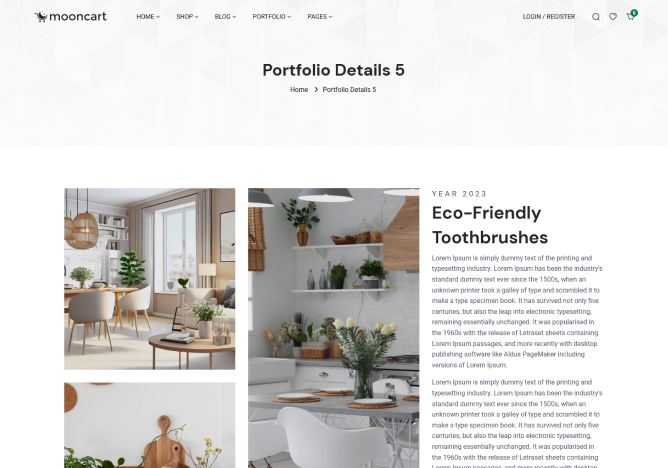 mooncart
HOME
SHOP
BLOG
PORTFOLIO
PAGES
LOGIN / REGISTER
Portfolio Details 5
Home
Portfolio Details 5
YEAR 2023
Eco-Friendly
Toothbrushes
Lorem Ipsum is simply dummy text of the printing and
typesetting industry. Lorem Ipsum has been the industry's
standard dummy text ever since the 1500s, when an
unknown printer took a galley of type and scrambled it to
make a type specimen book. It has survived not only five
centuries, but also the leap into electronic typesetting,
remaining essentially unchanged. It was popularised in
the 1960s with the release of Letraset sheets containing
Lorem Ipsum passages, and more recently with desktop
publishing software like Aldus PageMaker including
versions of Lorem Ipsum.
Lorem Ipsum is simply dummy text of the printing and
typesetting industry. Lorem Ipsum has been the industry's
standard dummy text ever since the 1500s, when an
unknown printer took a galley of type and scrambled it to
make a type specimen book. It has survived not only five
centuries, but also the leap into electronic typesetting,
remaining essentially unchanged. It was popularised in
the 1960s with the release of Letraset sheets containing
Lorem Ipsum passages, and more recently with desktop